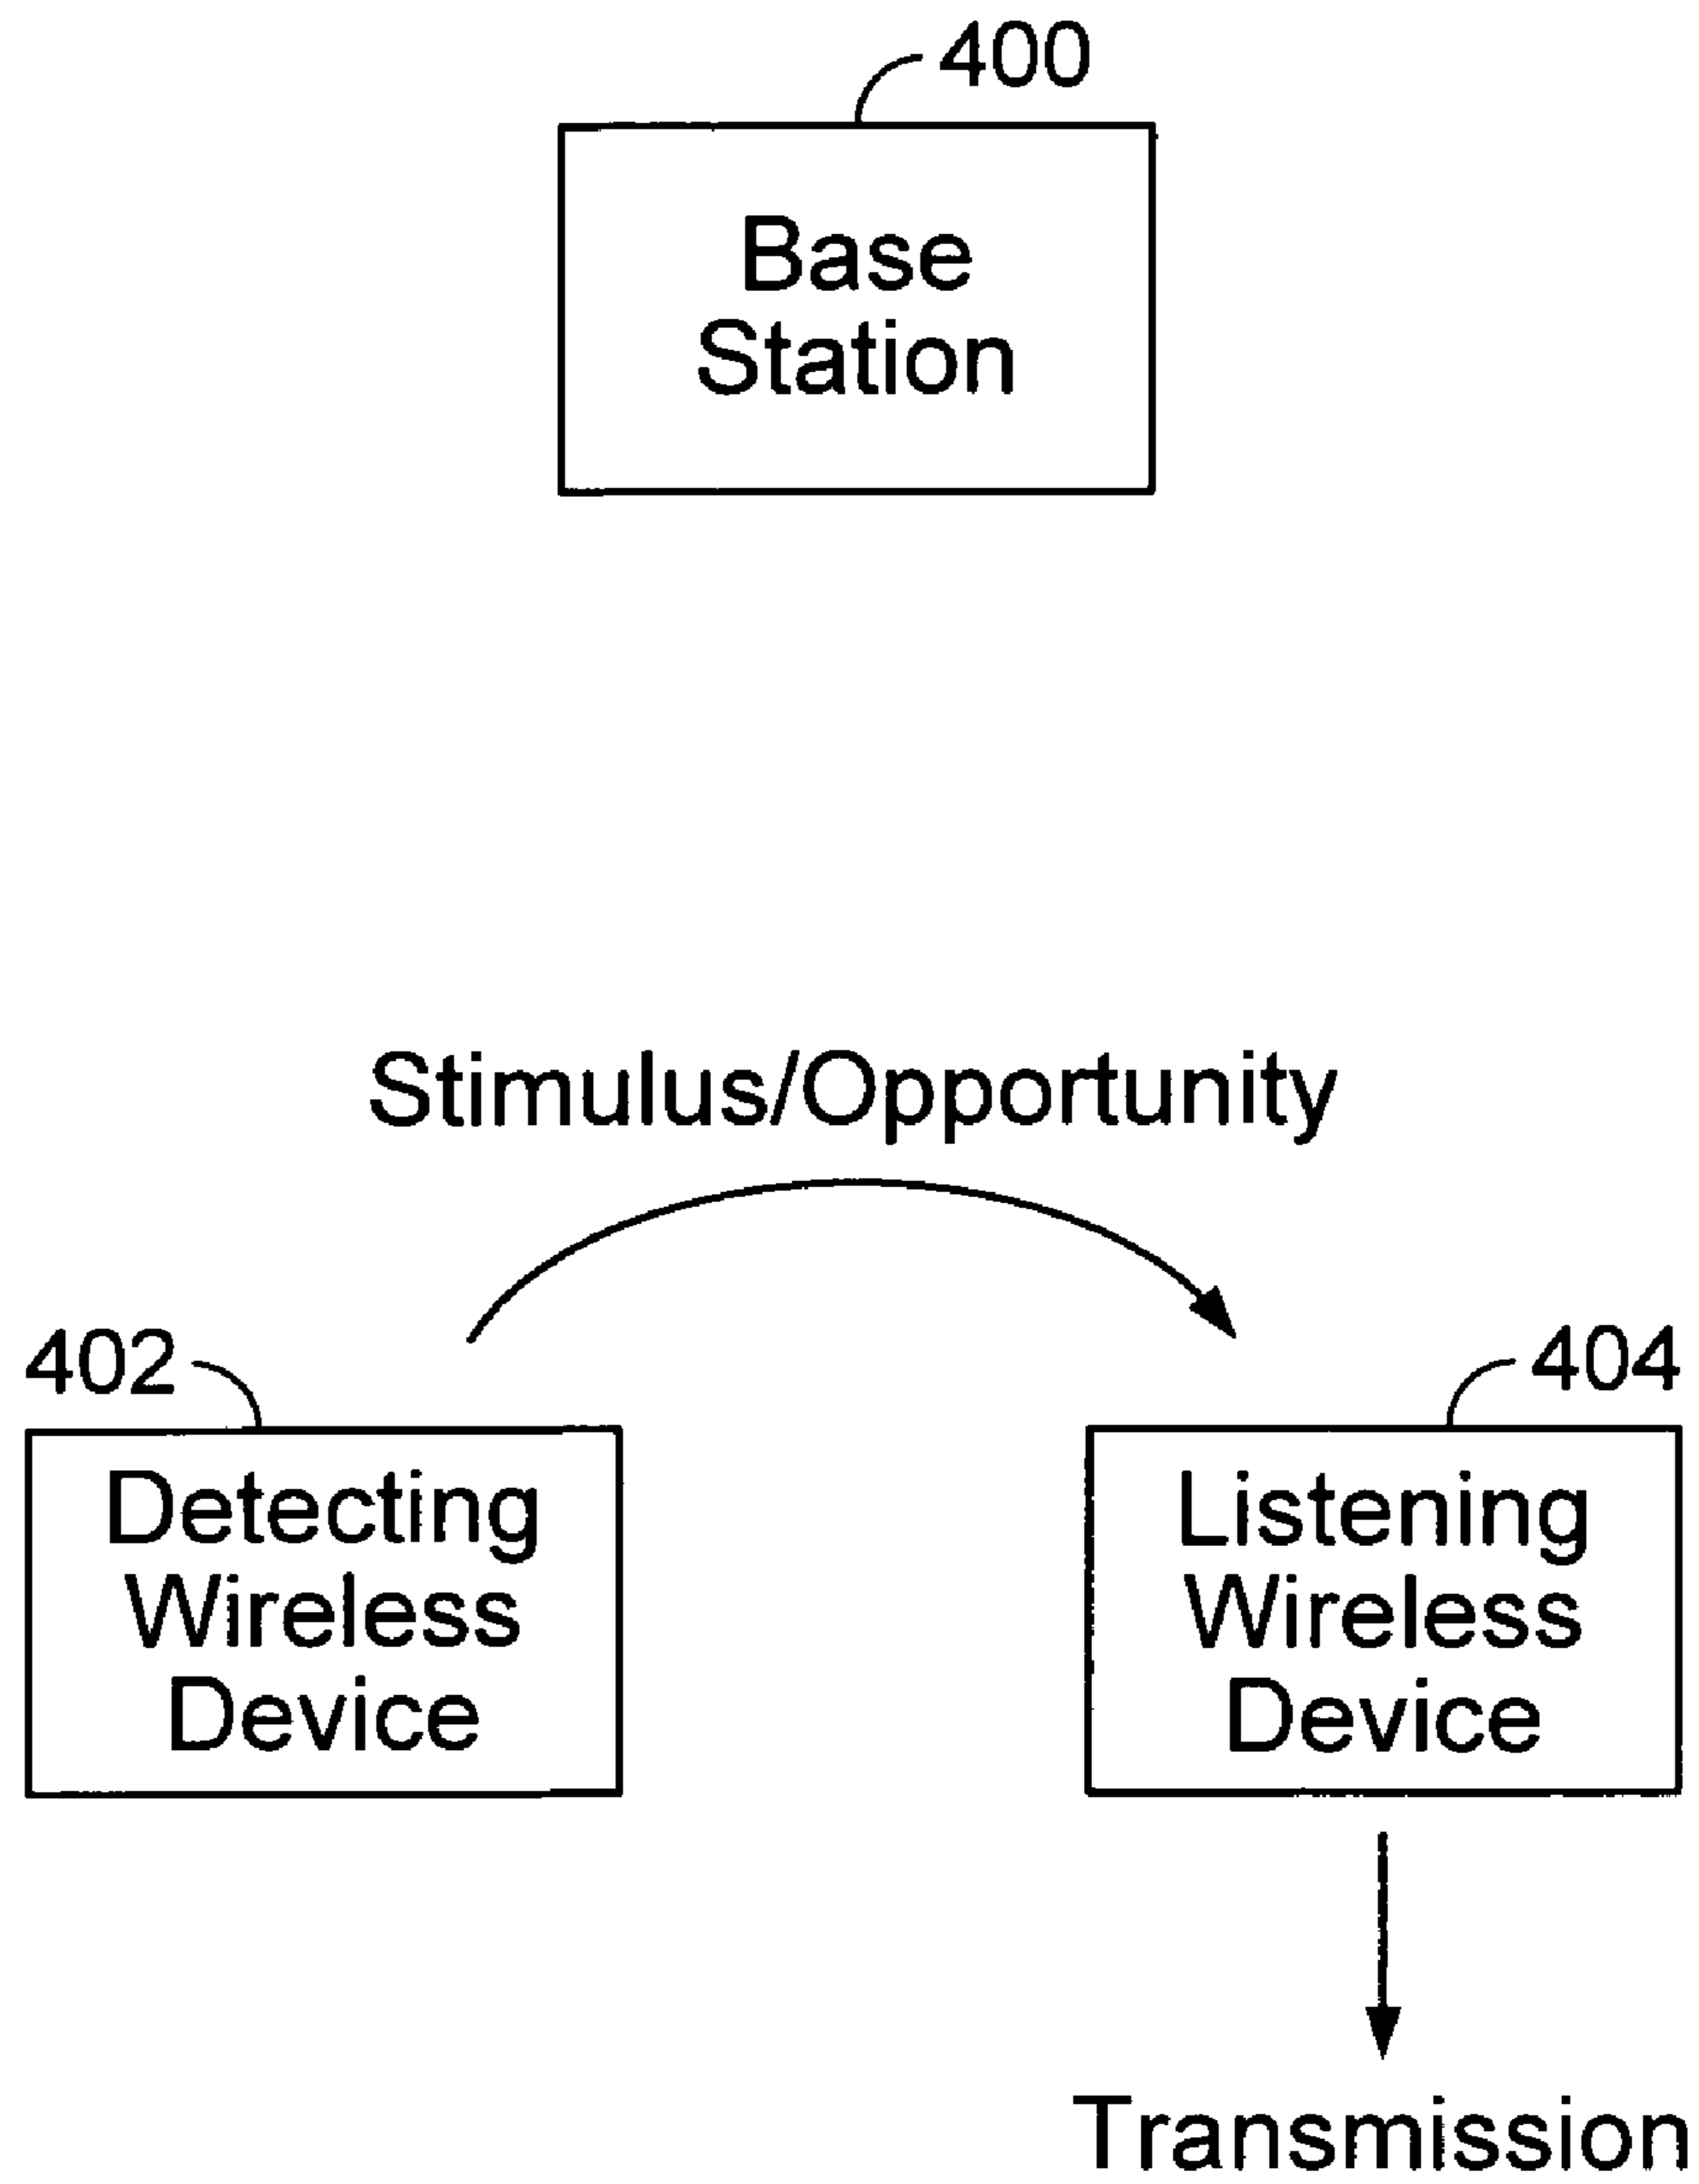 400
Base
Station
Stimulus/Opportunity
402
404
Detecting
Wireless
Device
Listening
Wireless
Device
Transmission